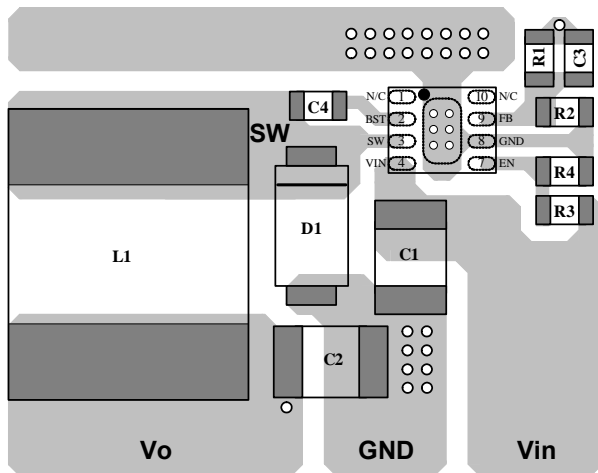 R1
C3
N/C
1
10
N/C
C4
BST
2
9
FB
R2
SW
SW
3
8
GND
VIN
4
7
EN
R4
R3
D1
L1
C1
C2
Vo
GND
Vin